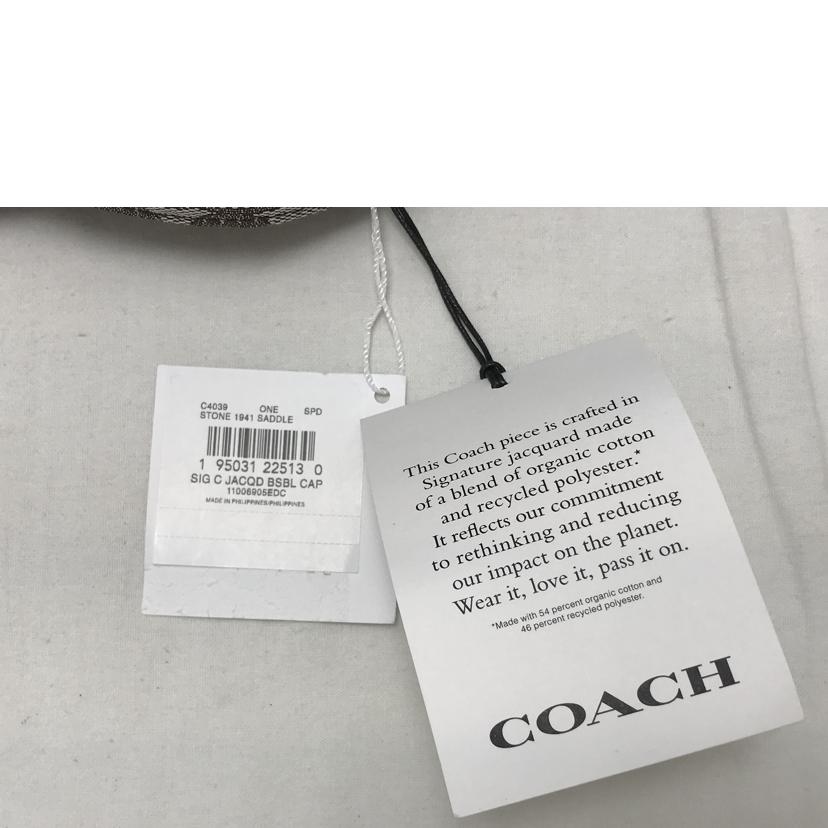 C4039 ONE SPD
STONE 1941 SADDLE
1 95031 22513 0
SIG C JACQD BSBL CAP
11006905EDC
MADE IN PHILIPPINES/PHILIPPINES
This Coach piece is crafted in
Signature jacquard made
of a blend of organic cotton
and recycled polyester.*
It reflects our commitment
to rethinking and reducing
our impact on the planet.
Wear it, love it, pass it on.
*Made with 54 percent organic cotton and
46 percent recycled polyester.
COACH